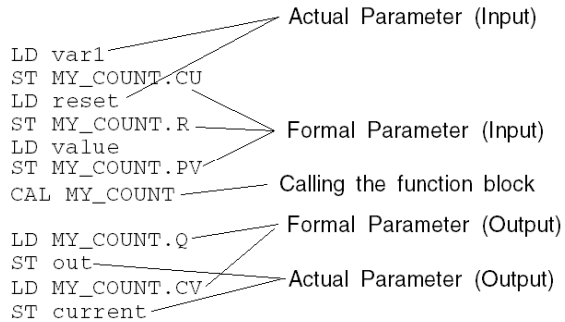 Actual Parameter (Input)
LD var1
ST MY_COUNT.CU
LD reset
ST MY_COUNT.R
Formal Parameter (Input)
LD value
ST MY_COUNT.PV
CAL MY_COUNT
Calling the function block
Formal Parameter (Output)
LD MY_COUNT.Q
ST out
Actual Parameter (Output)
LD MY_COUNT.CV
ST current